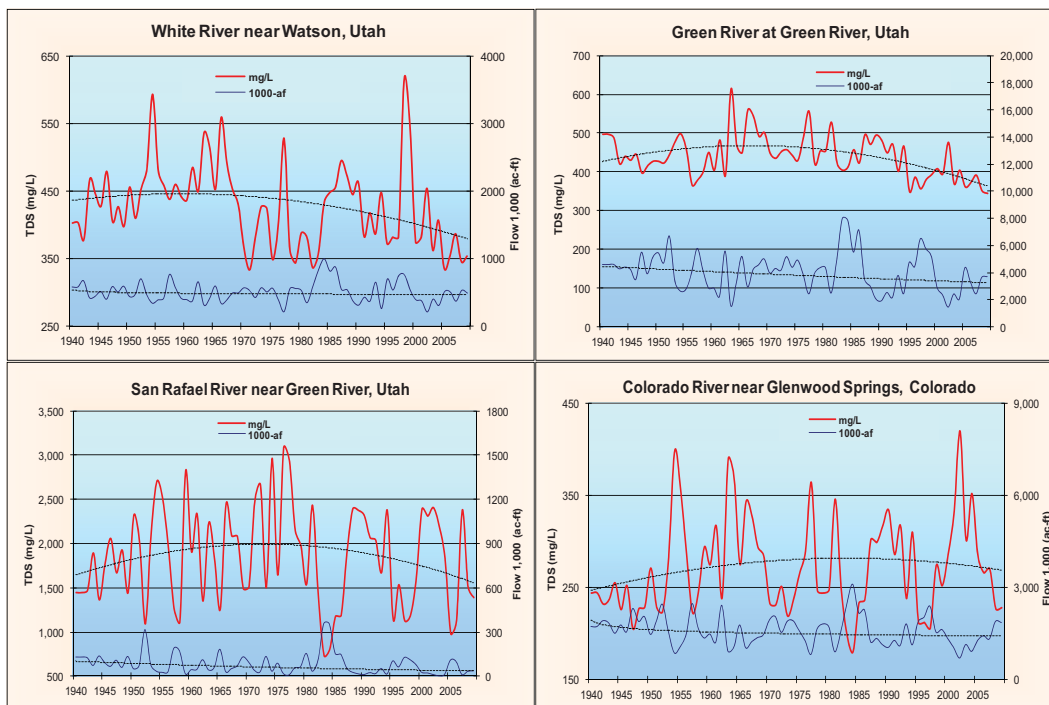 White River near Watson, Utah
650
550
450
350
250
TDS (mg/L)
mg/L
1000-af
4000
3000
2000
1000
0
Flow 1,000 (ac-ft)
1940 1945 1950 1955 1960 1965 1970 1975 1980 1985 1990 1995 2000 2005
Green River at Green River, Utah
700
600
500
400
300
200
100
0
TDS (mg/L)
mg/L
1000-af
20,000
18,000
16,000
14,000
12,000
10,000
8,000
6,000
4,000
2,000
0
Flow 1,000 (ac-ft)
1940 1945 1950 1955 1960 1965 1970 1975 1980 1985 1990 1995 2000 2005
San Rafael River near Green River, Utah
3,500
3,000
2,500
2,000
1,500
1,000
500
TDS (mg/L)
mg/L
1000-af
1800
1500
1200
900
600
300
0
Flow 1,000 (ac-ft)
1940 1945 1950 1955 1960 1965 1970 1975 1980 1985 1990 1995 2000 2005
Colorado River near Glenwood Springs, Colorado
450
350
250
150
TDS (mg/L)
mg/L
1000-af
9,000
6,000
3,000
0
Flow 1,000 (ac-ft)
1940 1945 1950 1955 1960 1965 1970 1975 1980 1985 1990 1995 2000 2005